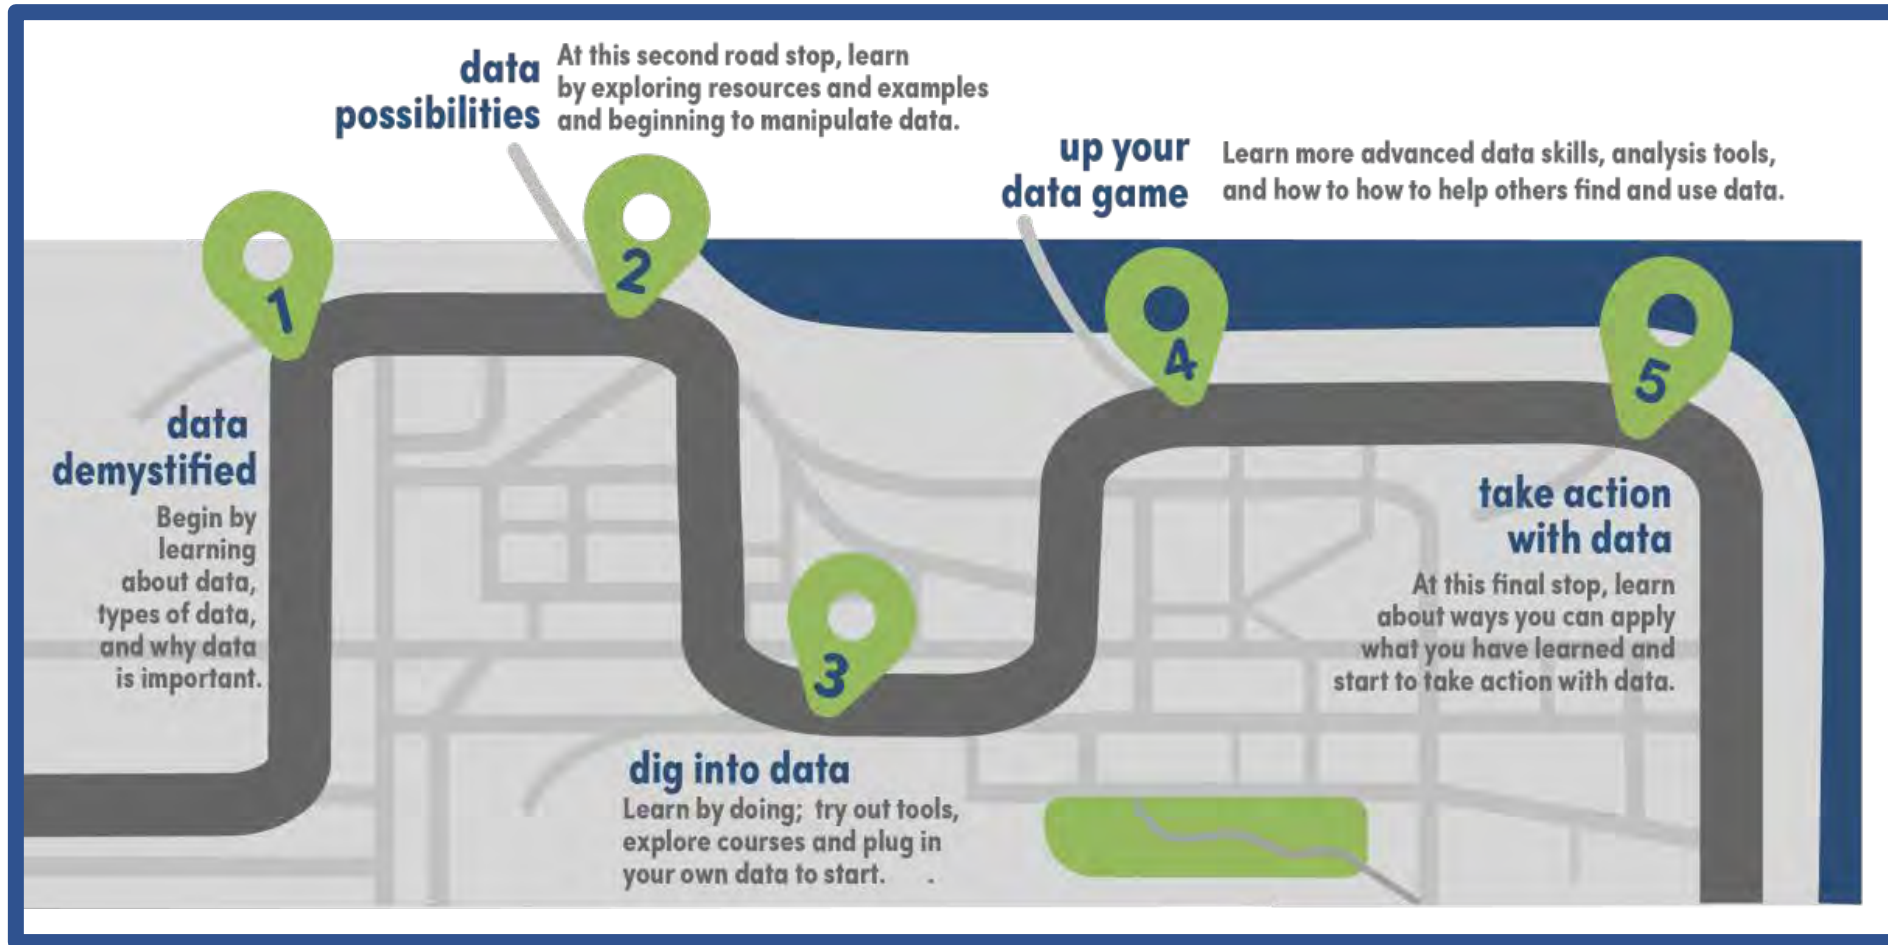 1
data
demystified
Begin by
learning
about data,
types of data,
and why data
is important.
2
data
possibilities
At this second road stop, learn
by exploring resources and examples
and beginning to manipulate data.
3
dig into data
Learn by doing;  try out tools,
explore courses and plug in
your own data to start.     .
4
up your
data game
Learn more advanced data skills, analysis tools,
and how to how to help others find and use data.
5
take action
with data
At this final stop, learn
about ways you can apply
what you have learned and
start to take action with data.